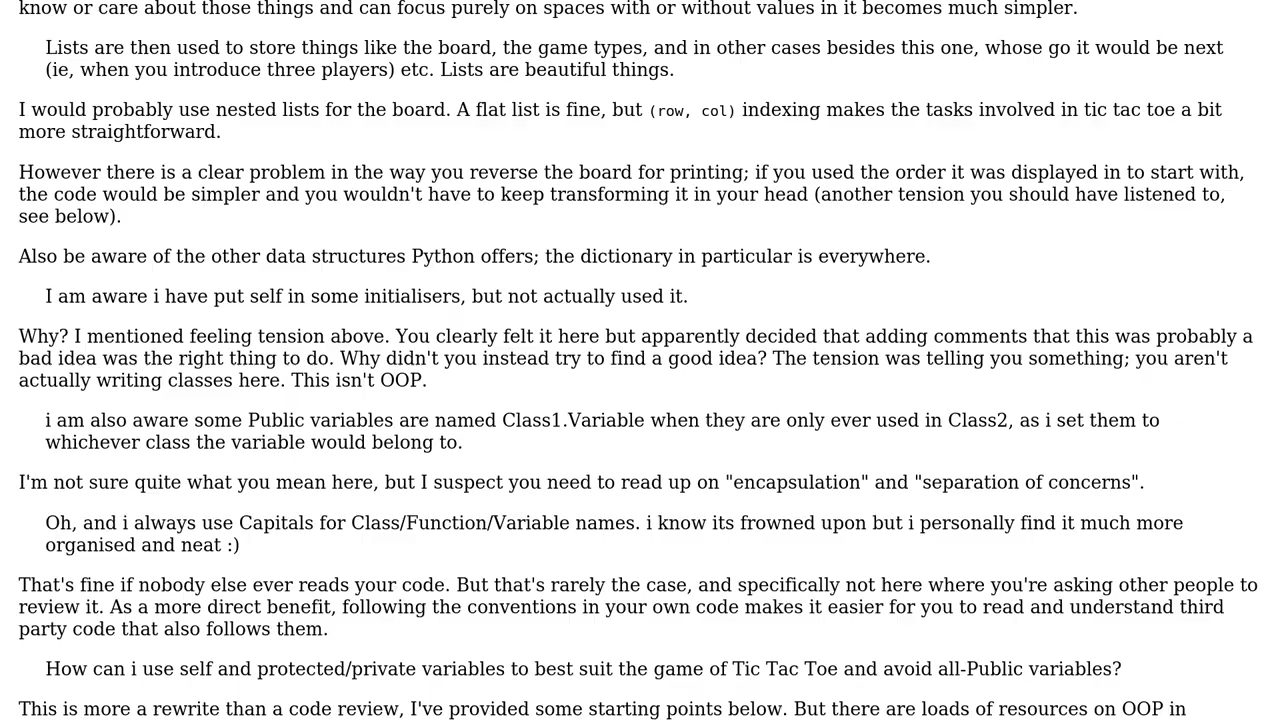 know or care about those things and can focus purely on spaces with or without values in it becomes much simpler.
Lists are then used to store things like the board, the game types, and in other cases besides this one, whose go it would be next
(ie, when you introduce three players) etc. Lists are beautiful things.
I would probably use nested lists for the board. A flat list is fine, but (row, col) indexing makes the tasks involved in tic tac toe a bit
more straightforward.
However there is a clear problem in the way you reverse the board for printing; if you used the order it was displayed in to start with,
the code would be simpler and you wouldn't have to keep transforming it in your head (another tension you should have listened to,
see below).
Also be aware of the other data structures Python offers; the dictionary in particular is everywhere.
I am aware i have put self in some initialisers, but not actually used it.
Why? I mentioned feeling tension above. You clearly felt it here but apparently decided that adding comments that this was probably a
bad idea was the right thing to do. Why didn't you instead try to find a good idea? The tension was telling you something; you aren't
actually writing classes here. This isn't OOP.
i am also aware some Public variables are named Class1.Variable when they are only ever used in Class2, as i set them to
whichever class the variable would belong to.
I'm not sure quite what you mean here, but I suspect you need to read up on "encapsulation" and "separation of concerns".
Oh, and i always use Capitals for Class/Function/Variable names. i know its frowned upon but i personally find it much more
organised and neat :)
That's fine if nobody else ever reads your code. But that's rarely the case, and specifically not here where you're asking other people to
review it. As a more direct benefit, following the conventions in your own code makes it easier for you to read and understand third
party code that also follows them.
How can i use self and protected/private variables to best suit the game of Tic Tac Toe and avoid all-Public variables?
This is more a rewrite than a code review, I've provided some starting points below. But there are loads of resources on OOP in